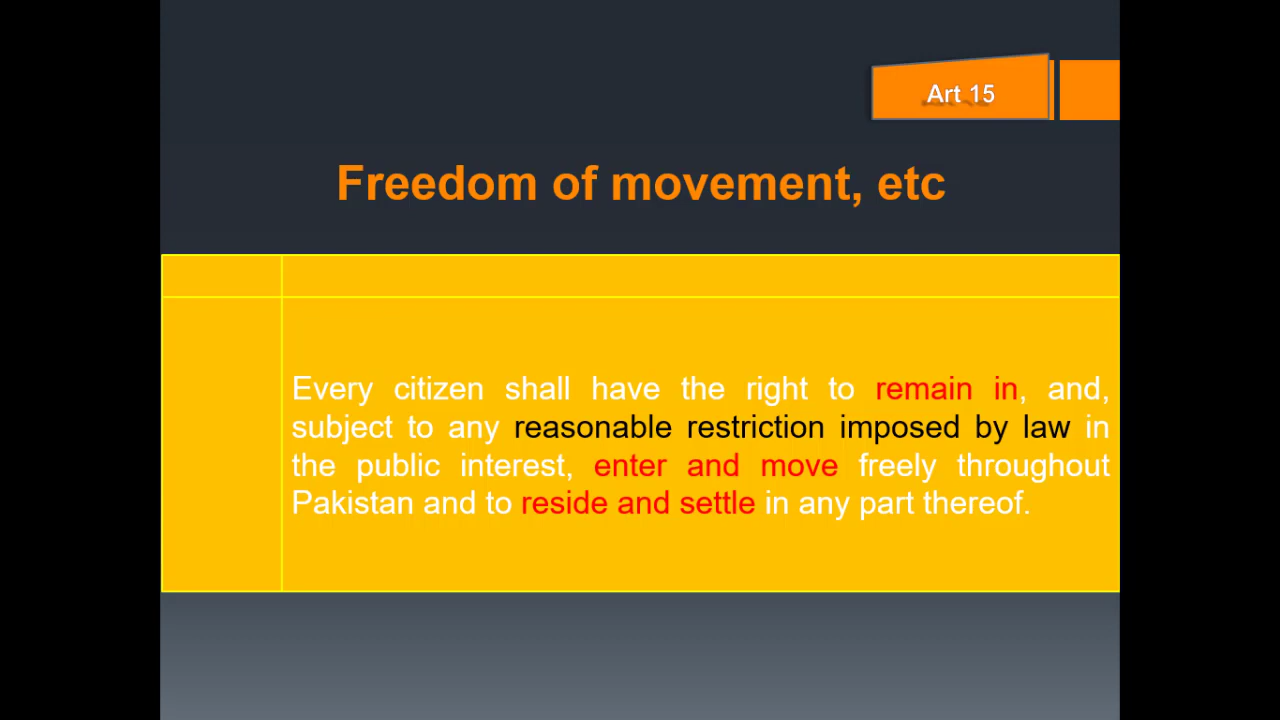 Art 15
Freedom of movement, etc
Every citizen shall have the right to remain in, and,
subject to any reasonable restriction imposed by law in
the public interest, enter and move freely throughout
Pakistan and to reside and settle in any part thereof.